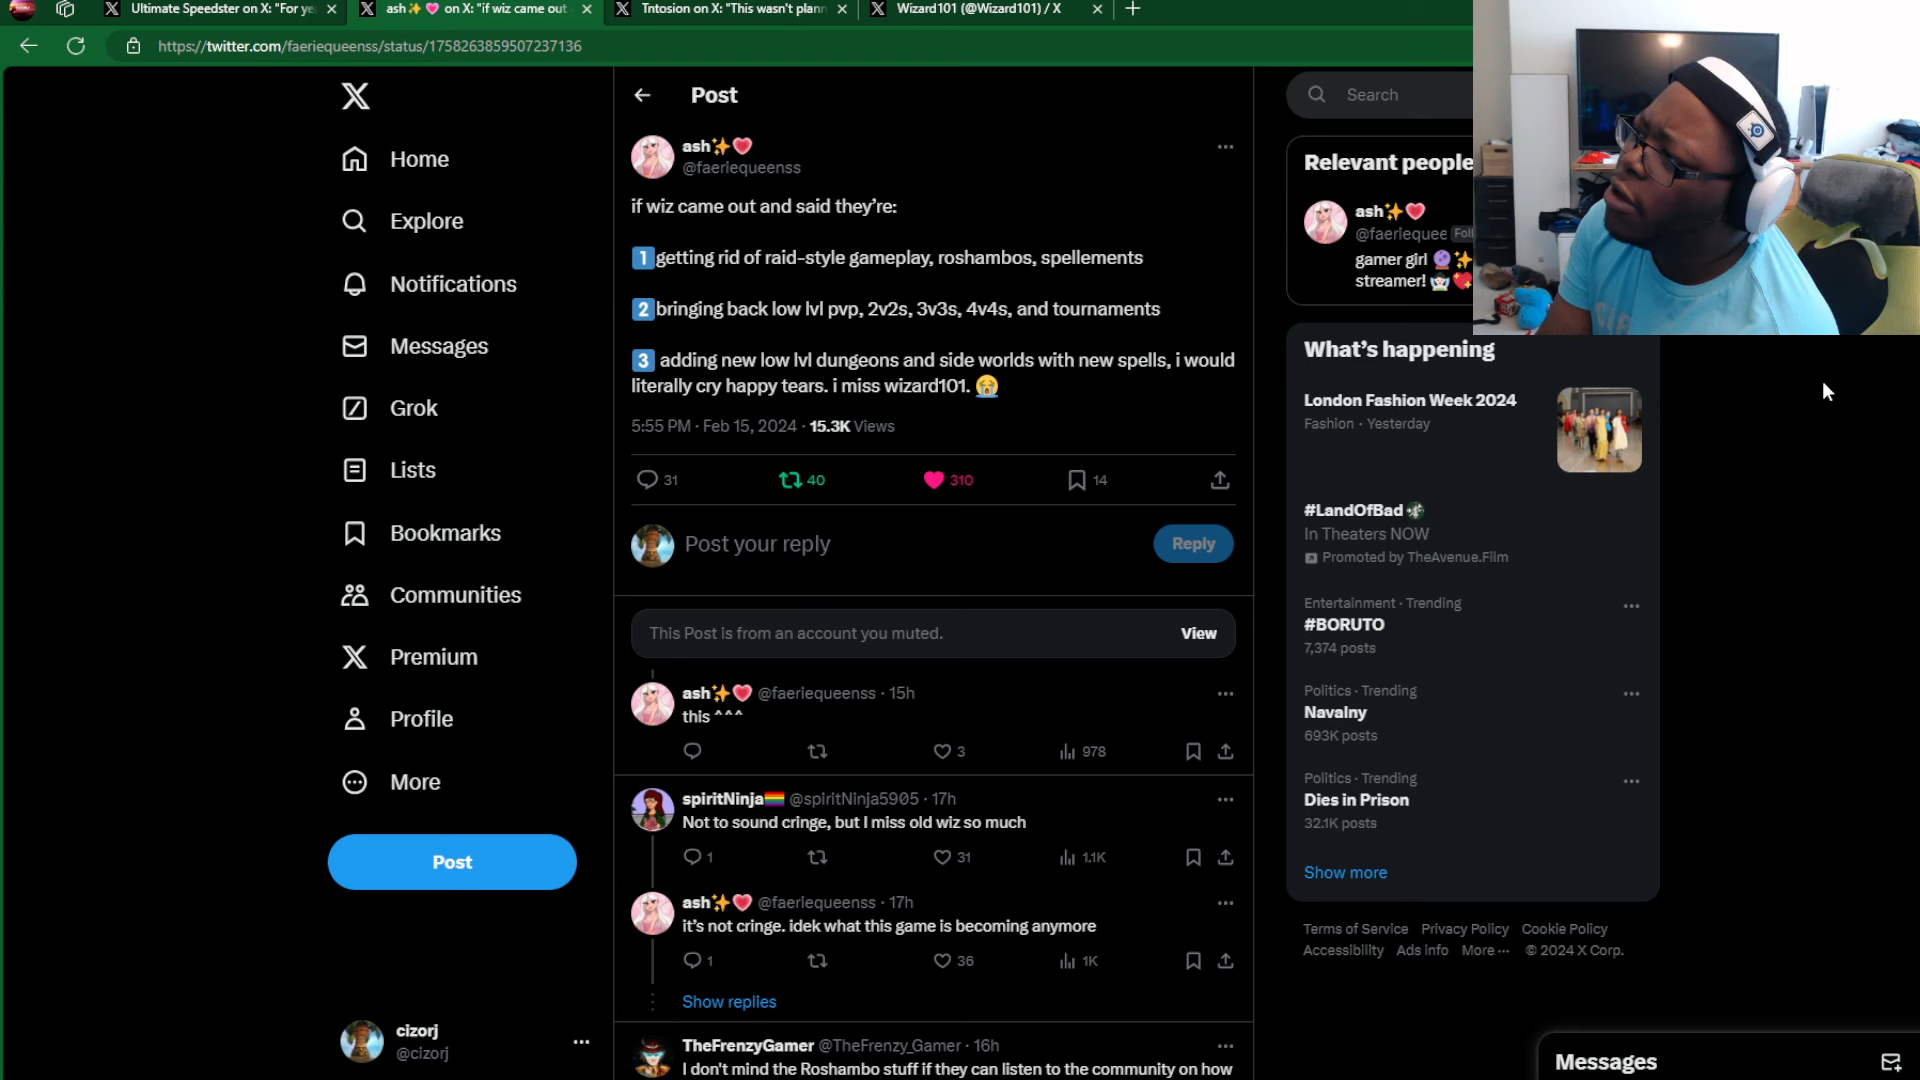 Ultimate Speedster on X: "For ye
ash✨💗 on X: "if wiz came out
Tntosion on X: "This wasn't plann
Wizard101 (@Wizard101) / X
https://twitter.com/faeriequeenss/status/1758263859507237136
Home
Explore
Notifications
Messages
Grok
Lists
Bookmarks
Communities
Premium
Profile
More
Post
cizorj
@cizorj
Post
ash✨💗
@faeriequeenss
if wiz came out and said they're:
1️⃣getting rid of raid-style gameplay, roshambos, spellements
2️⃣bringing back low lvl pvp, 2v2s, 3v3s, 4v4s, and tournaments
3️⃣ adding new low lvl dungeons and side worlds with new spells, i would
literally cry happy tears. i miss wizard101. 😭
5:55 PM · Feb 15, 2024 · 15.3K Views
31 40 310 14
Post your reply
Reply
This Post is from an account you muted.
View
ash✨💗 @faeriequeenss · 15h
this ^^^
3 978
spiritNinja🏳️‍🌈 @spiritNinja5905 · 17h
Not to sound cringe, but I miss old wiz so much
1 31 1.1K
ash✨💗 @faeriequeenss · 17h
it's not cringe. idek what this game is becoming anymore
1 36 1K
Show replies
TheFrenzyGamer @TheFrenzy_Gamer · 16h
I don't mind the Roshambo stuff if they can listen to the community on how
Search
Relevant people
ash✨💗
@faeriequee Foll
gamer girl 🔮✨
streamer! 🧝🏻‍♀️💖
What's happening
London Fashion Week 2024
Fashion · Yesterday
#LandOfBad
In Theaters NOW
Promoted by TheAvenue.Film
Entertainment · Trending
#BORUTO
7,374 posts
Politics · Trending
Navalny
693K posts
Politics · Trending
Dies in Prison
32.1K posts
Show more
Terms of Service Privacy Policy Cookie Policy
Accessibility Ads info More ··· © 2024 X Corp.
Messages